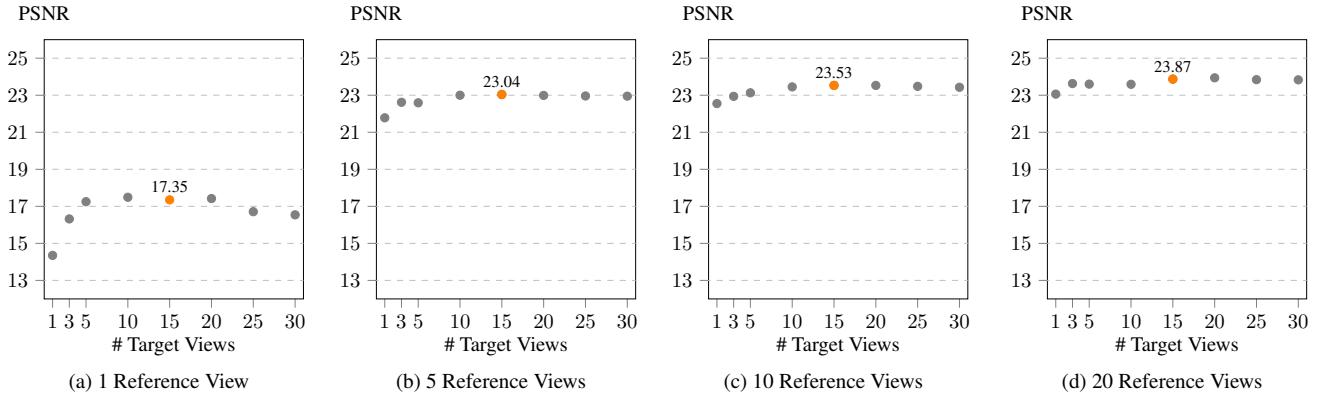 PSNR
25
23
21
19
17
15
13
17.35
1 3 5 10 15 20 25 30
# Target Views
(a) 1 Reference View
PSNR
25
23
21
19
17
15
13
23.04
1 3 5 10 15 20 25 30
# Target Views
(b) 5 Reference Views
PSNR
25
23
21
19
17
15
13
23.53
1 3 5 10 15 20 25 30
# Target Views
(c) 10 Reference Views
PSNR
25
23
21
19
17
15
13
23.87
1 3 5 10 15 20 25 30
# Target Views
(d) 20 Reference Views